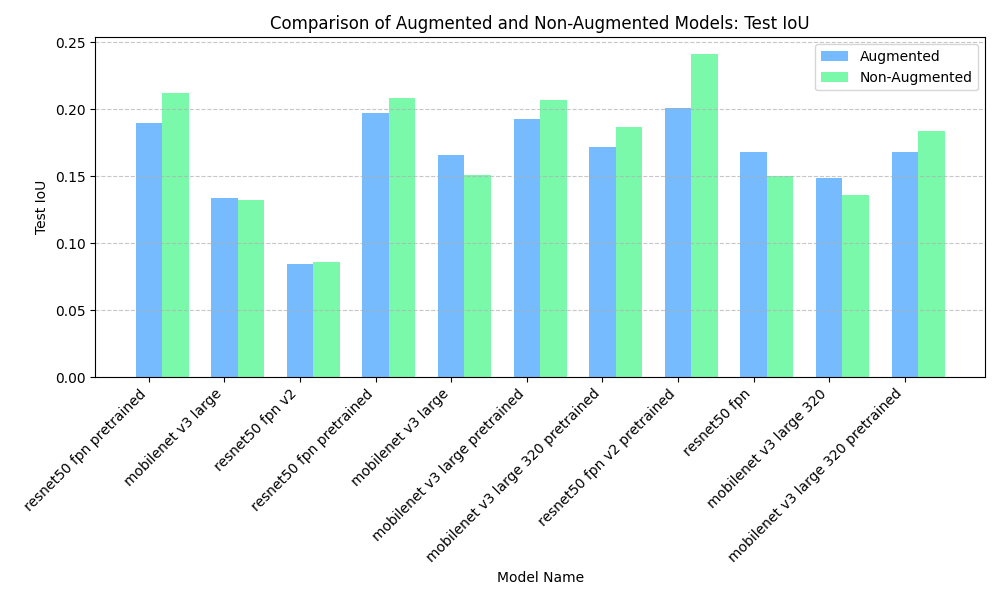 Comparison of Augmented and Non-Augmented Models: Test IoU
Augmented
Non-Augmented
Test IoU
0.25
0.20
0.15
0.10
0.05
0.00
resnet50 fpn pretrained
mobilenet v3 large
resnet50 fpn v2
resnet50 fpn pretrained
mobilenet v3 large
mobilenet v3 large pretrained
mobilenet v3 large 320 pretrained
resnet50 fpn v2 pretrained
resnet50 fpn
mobilenet v3 large 320
mobilenet v3 large 320 pretrained
Model Name